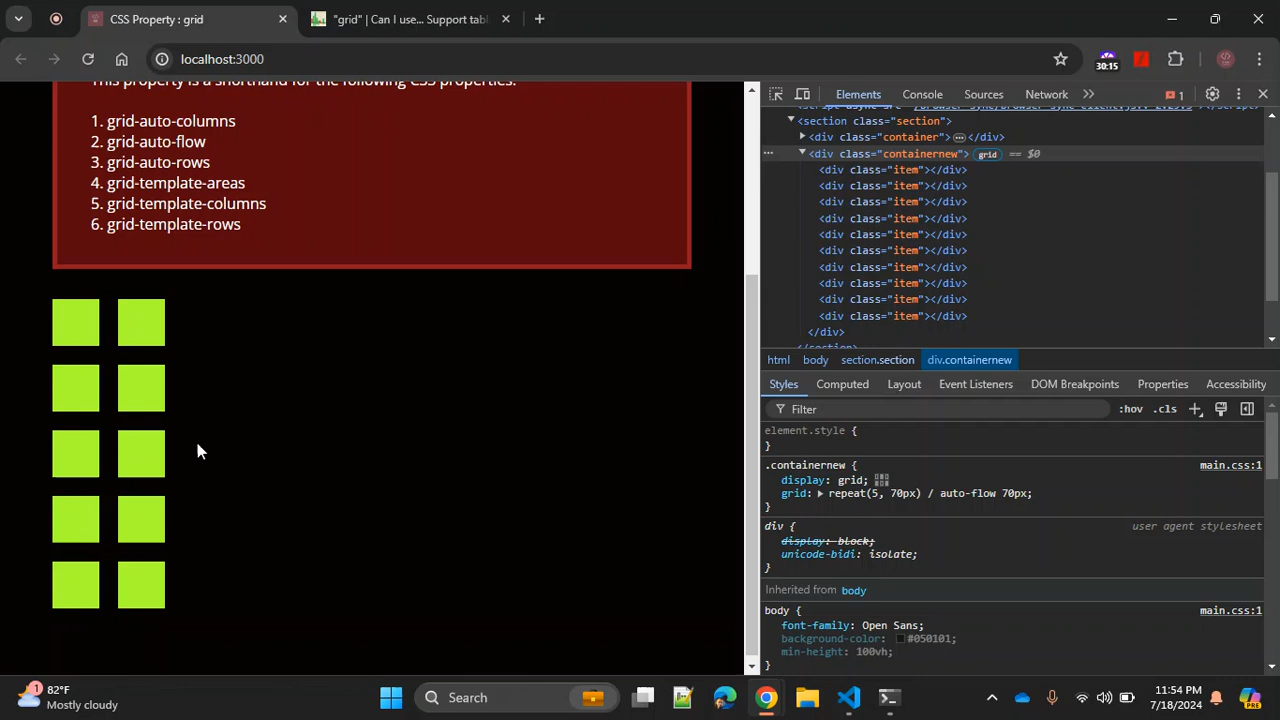 CSS Property : grid
"grid" | Can I use... Support tabl
localhost:3000
30:15
This property is a shorthand for the following CSS properties:
1. grid-auto-columns
2. grid-auto-flow
3. grid-auto-rows
4. grid-template-areas
5. grid-template-columns
6. grid-template-rows
Elements
Console
Sources
Network
1
<section class="section">
<div class="container"> … </div>
<div class="containernew"> grid == $0
<div class="item"></div>
<div class="item"></div>
<div class="item"></div>
<div class="item"></div>
<div class="item"></div>
<div class="item"></div>
<div class="item"></div>
<div class="item"></div>
<div class="item"></div>
<div class="item"></div>
</div>
html body section.section div.containernew
Styles Computed Layout Event Listeners DOM Breakpoints Properties Accessibility
Filter :hov .cls
element.style {
}
.containernew { main.css:1
display: grid;
grid: repeat(5, 70px) / auto-flow 70px;
}
div { user agent stylesheet
display: block;
unicode-bidi: isolate;
}
Inherited from body
body { main.css:1
font-family: Open Sans;
background-color: #050101;
min-height: 100vh;
}
1
82°F
Mostly cloudy
Search
11:54 PM
7/18/2024
PRE